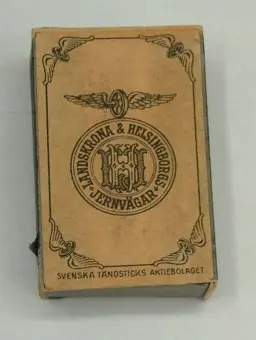 LANDSKRONA & HELSINGBORGS
JERNVÄGAR
SVENSKA TÄNDSTICKS AKTIEBOLAGET